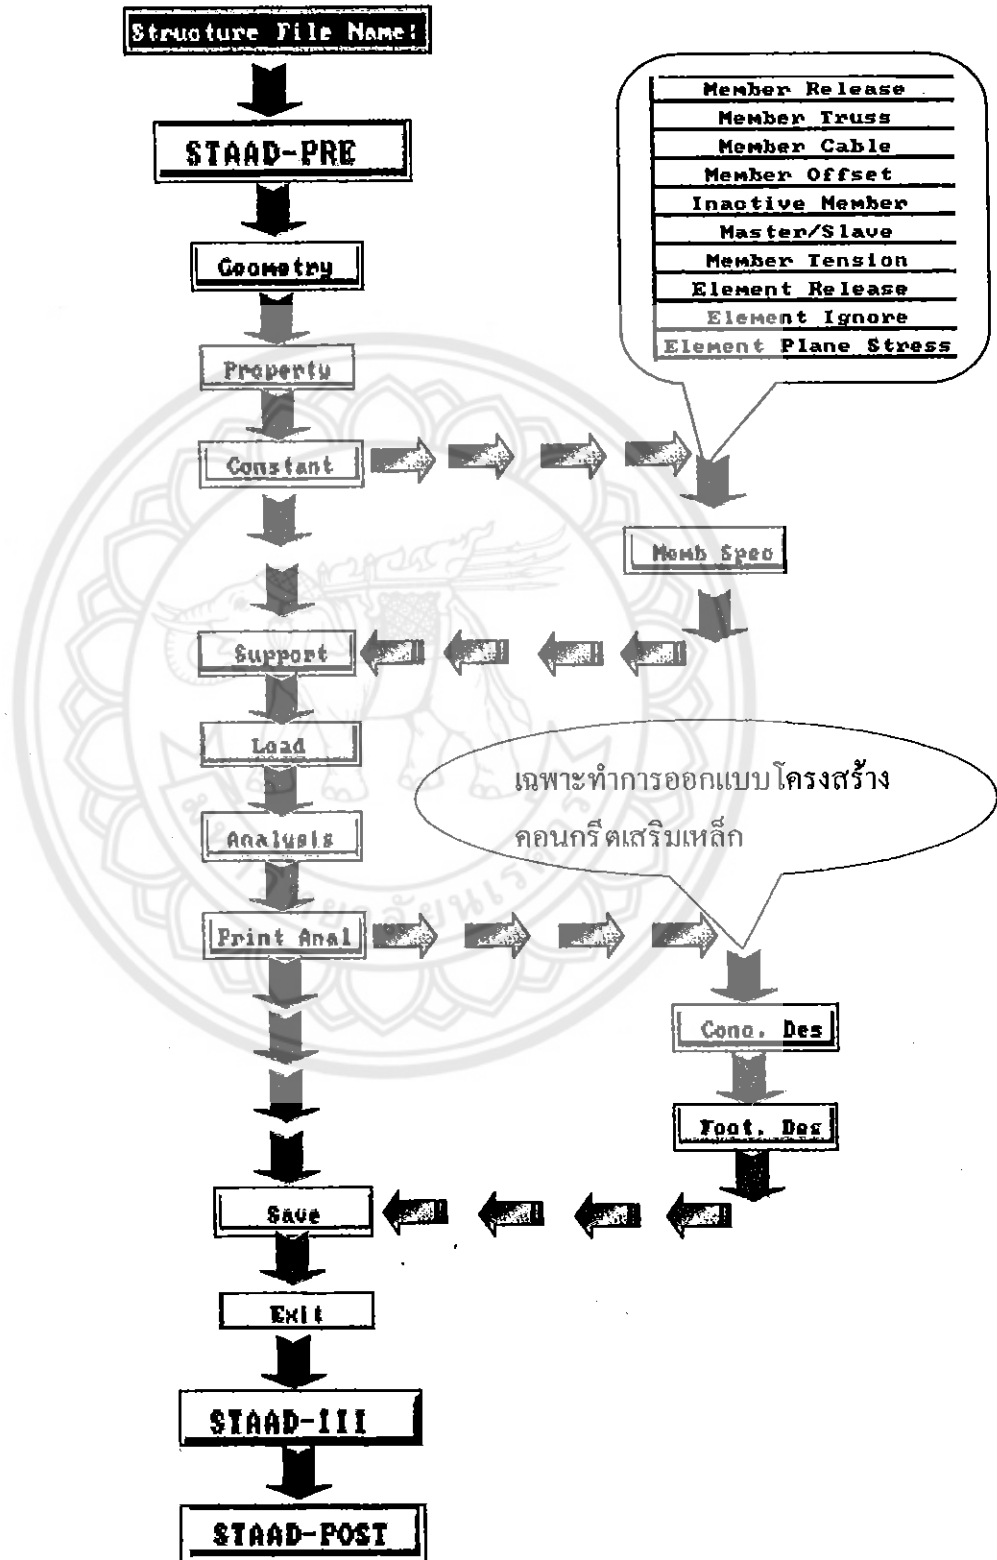 Structure File Name:
STAAD-PRE
Geometry
Property
Constant
Member Release
Member Truss
Member Cable
Member Offset
Inactive Member
Master/Slave
Member Tension
Element Release
Element Ignore
Element Plane Stress
Memb Spec
Support
Load
Analysis
Print Anal
เฉพาะทำการออกแบบโครงสร้าง
คอนกรีตเสริมเหล็ก
Conc. Des
Foot. Des
Save
Exit
STAAD-III
STAAD-POST